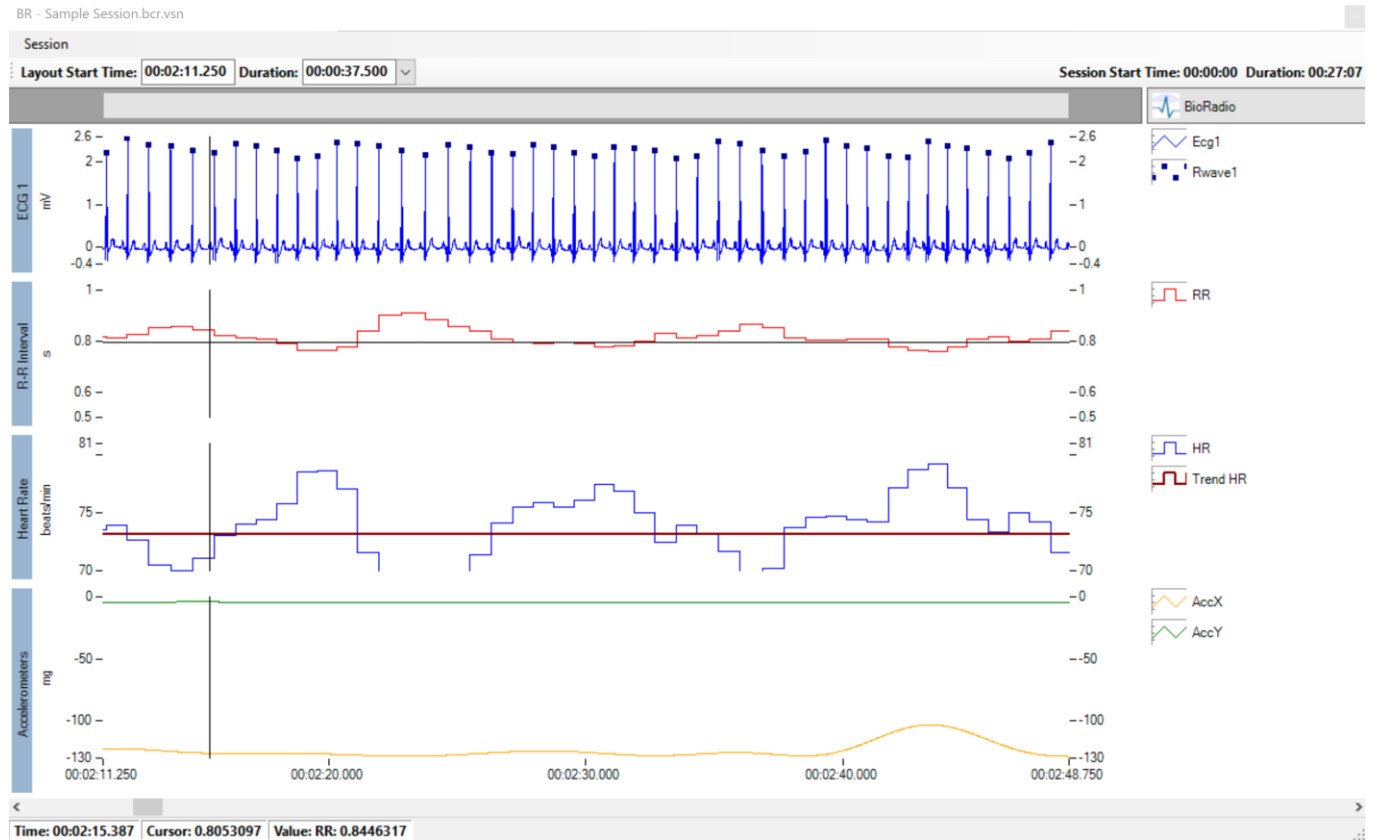 BR - Sample Session.bcr.vsn
Session
Layout Start Time: 00:02:11.250 Duration: 00:00:37.500 Session Start Time: 00:00:00 Duration: 00:27:07
BioRadio
ECG 1
mV
2.6
2
1
0
-0.4
2.6
2
1
0
-0.4
Ecg1
Rwave1
R-R Interval
s
1
0.8
0.6
0.5
1
0.8
0.6
0.5
RR
Heart Rate
beats/min
81
75
70
81
75
70
HR
Trend HR
Accelerometers
mg
0
-50
-100
-130
0
-50
-100
-130
AccX
AccY
00:02:11.250 00:02:20.000 00:02:30.000 00:02:40.000 00:02:48.750
Time: 00:02:15.387 Cursor: 0.8053097 Value: RR: 0.8446317